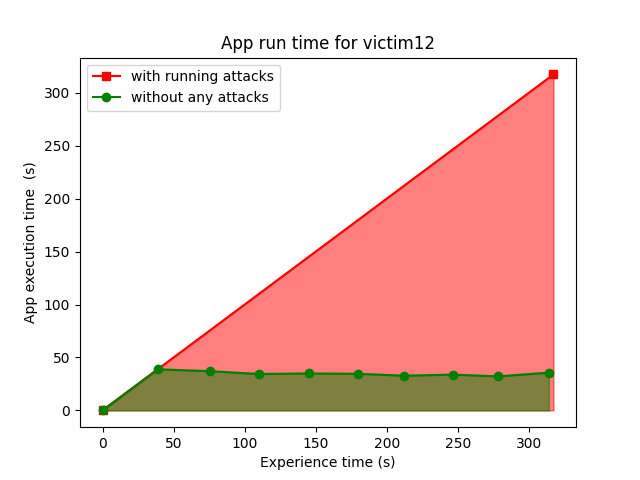 App run time for victim12
with running attacks
without any attacks
App execution time  (s)
300
250
200
150
100
50
0
0 50 100 150 200 250 300
Experience time (s)